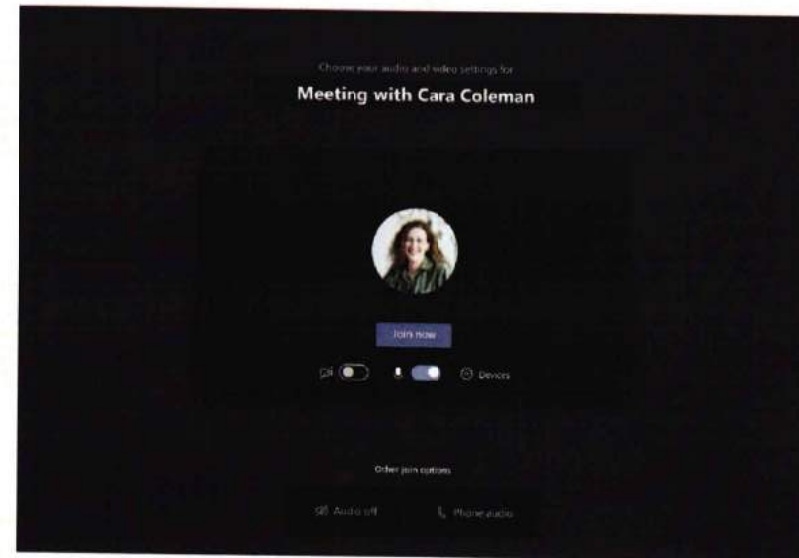 Choose your audio and video settings for
Meeting with Cara Coleman
Join now
Devices
Other join options
Audio off
Phone audio